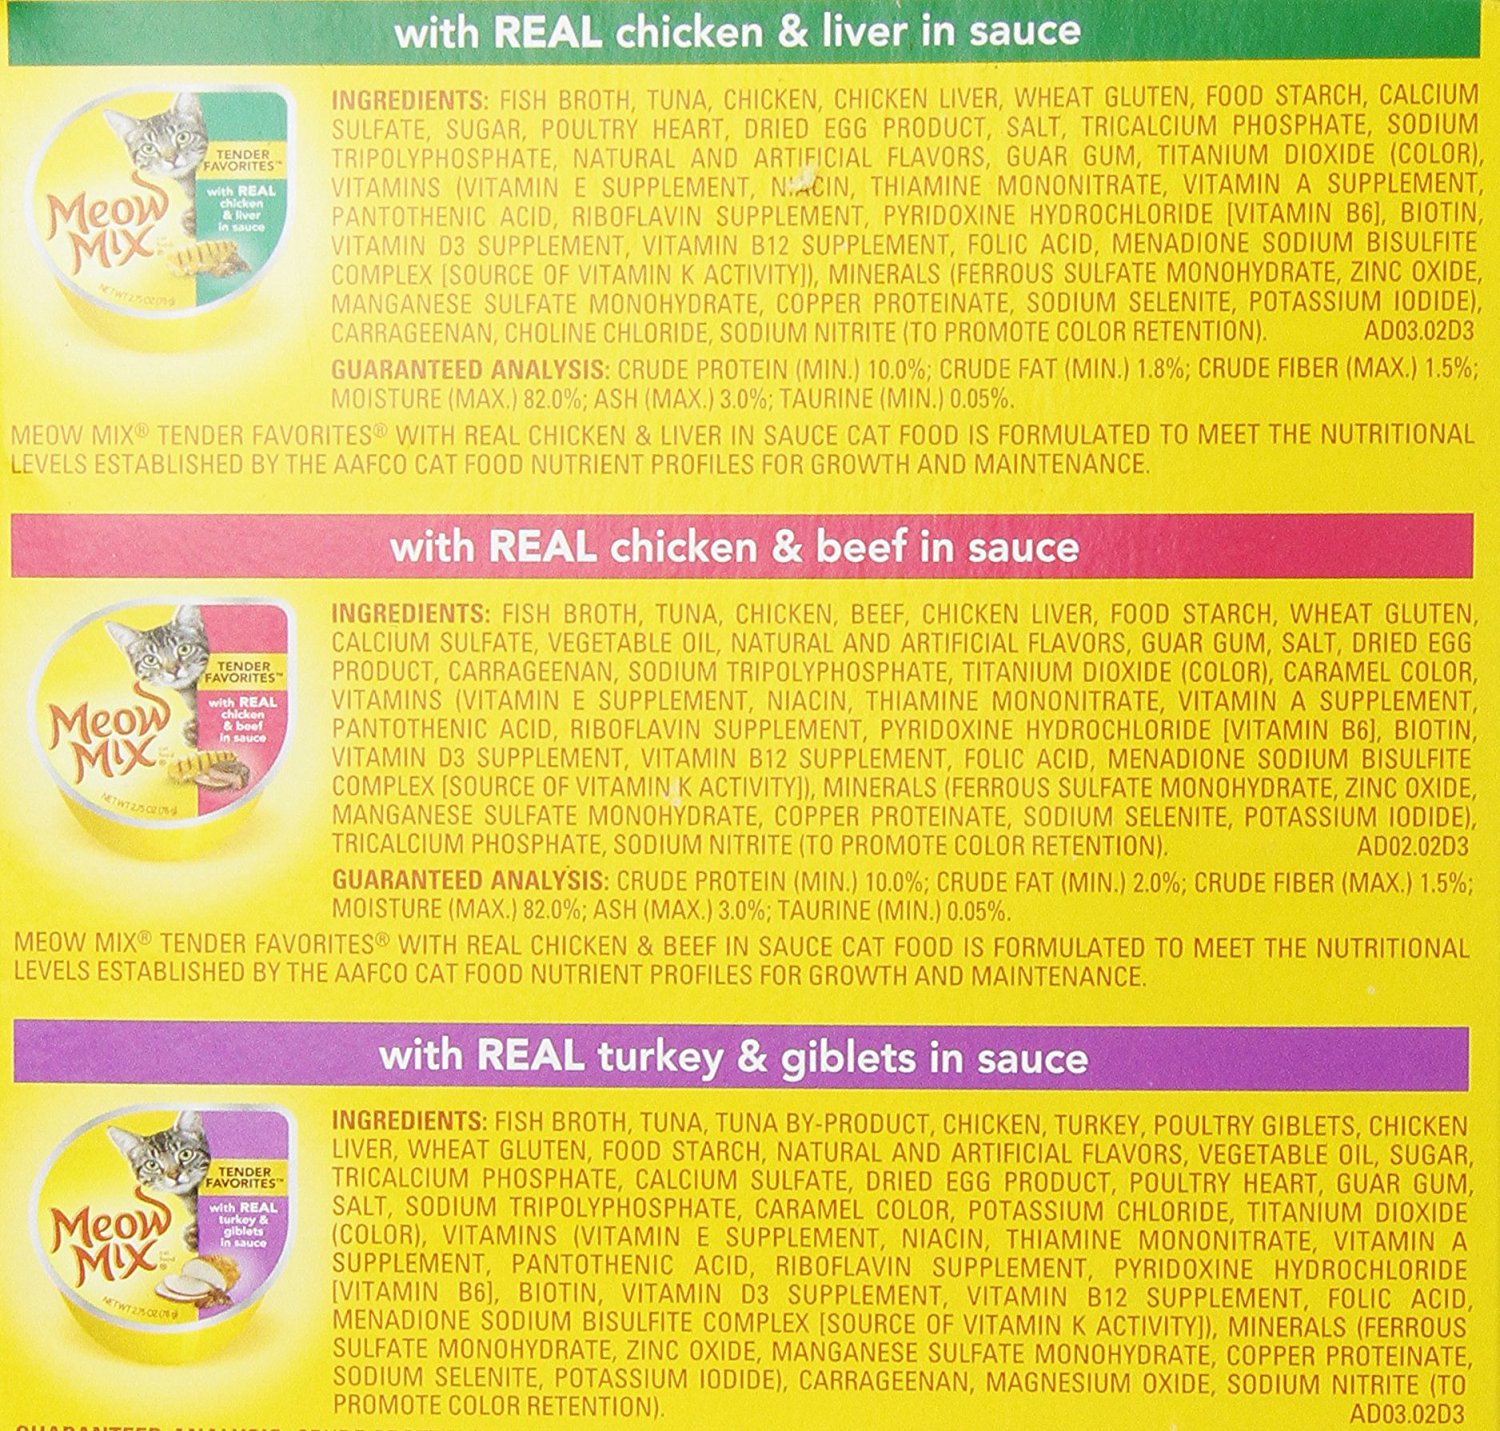 with REAL chicken & liver in sauce
TENDER
FAVORITES™
with REAL
chicken
& liver
in sauce
Meow
Mix
NET WT 2.75 OZ (78 g)
INGREDIENTS: FISH BROTH, TUNA, CHICKEN, CHICKEN LIVER, WHEAT GLUTEN, FOOD STARCH, CALCIUM
SULFATE, SUGAR, POULTRY HEART, DRIED EGG PRODUCT, SALT, TRICALCIUM PHOSPHATE, SODIUM
TRIPOLYPHOSPHATE, NATURAL AND ARTIFICIAL FLAVORS, GUAR GUM, TITANIUM DIOXIDE (COLOR),
VITAMINS (VITAMIN E SUPPLEMENT, NIACIN, THIAMINE MONONITRATE, VITAMIN A SUPPLEMENT,
PANTOTHENIC ACID, RIBOFLAVIN SUPPLEMENT, PYRIDOXINE HYDROCHLORIDE [VITAMIN B6], BIOTIN,
VITAMIN D3 SUPPLEMENT, VITAMIN B12 SUPPLEMENT, FOLIC ACID, MENADIONE SODIUM BISULFITE
COMPLEX [SOURCE OF VITAMIN K ACTIVITY]), MINERALS (FERROUS SULFATE MONOHYDRATE, ZINC OXIDE,
MANGANESE SULFATE MONOHYDRATE, COPPER PROTEINATE, SODIUM SELENITE, POTASSIUM IODIDE),
CARRAGEENAN, CHOLINE CHLORIDE, SODIUM NITRITE (TO PROMOTE COLOR RETENTION). AD03.02D3
GUARANTEED ANALYSIS: CRUDE PROTEIN (MIN.) 10.0%; CRUDE FAT (MIN.) 1.8%; CRUDE FIBER (MAX.) 1.5%;
MOISTURE (MAX.) 82.0%; ASH (MAX.) 3.0%; TAURINE (MIN.) 0.05%.
MEOW MIX® TENDER FAVORITES® WITH REAL CHICKEN & LIVER IN SAUCE CAT FOOD IS FORMULATED TO MEET THE NUTRITIONAL
LEVELS ESTABLISHED BY THE AAFCO CAT FOOD NUTRIENT PROFILES FOR GROWTH AND MAINTENANCE.
with REAL chicken & beef in sauce
TENDER
FAVORITES™
with REAL
chicken
& beef
in sauce
Meow
Mix
NET WT 2.75 OZ (78 g)
INGREDIENTS: FISH BROTH, TUNA, CHICKEN, BEEF, CHICKEN LIVER, FOOD STARCH, WHEAT GLUTEN,
CALCIUM SULFATE, VEGETABLE OIL, NATURAL AND ARTIFICIAL FLAVORS, GUAR GUM, SALT, DRIED EGG
PRODUCT, CARRAGEENAN, SODIUM TRIPOLYPHOSPHATE, TITANIUM DIOXIDE (COLOR), CARAMEL COLOR,
VITAMINS (VITAMIN E SUPPLEMENT, NIACIN, THIAMINE MONONITRATE, VITAMIN A SUPPLEMENT,
PANTOTHENIC ACID, RIBOFLAVIN SUPPLEMENT, PYRIDOXINE HYDROCHLORIDE [VITAMIN B6], BIOTIN,
VITAMIN D3 SUPPLEMENT, VITAMIN B12 SUPPLEMENT, FOLIC ACID, MENADIONE SODIUM BISULFITE
COMPLEX [SOURCE OF VITAMIN K ACTIVITY]), MINERALS (FERROUS SULFATE MONOHYDRATE, ZINC OXIDE,
MANGANESE SULFATE MONOHYDRATE, COPPER PROTEINATE, SODIUM SELENITE, POTASSIUM IODIDE),
TRICALCIUM PHOSPHATE, SODIUM NITRITE (TO PROMOTE COLOR RETENTION). AD02.02D3
GUARANTEED ANALYSIS: CRUDE PROTEIN (MIN.) 10.0%; CRUDE FAT (MIN.) 2.0%; CRUDE FIBER (MAX.) 1.5%;
MOISTURE (MAX.) 82.0%; ASH (MAX.) 3.0%; TAURINE (MIN.) 0.05%.
MEOW MIX® TENDER FAVORITES® WITH REAL CHICKEN & BEEF IN SAUCE CAT FOOD IS FORMULATED TO MEET THE NUTRITIONAL
LEVELS ESTABLISHED BY THE AAFCO CAT FOOD NUTRIENT PROFILES FOR GROWTH AND MAINTENANCE.
with REAL turkey & giblets in sauce
TENDER
FAVORITES™
with REAL
turkey &
giblets
in sauce
Meow
Mix
NET WT 2.75 OZ (78 g)
INGREDIENTS: FISH BROTH, TUNA, TUNA BY-PRODUCT, CHICKEN, TURKEY, POULTRY GIBLETS, CHICKEN
LIVER, WHEAT GLUTEN, FOOD STARCH, NATURAL AND ARTIFICIAL FLAVORS, VEGETABLE OIL, SUGAR,
TRICALCIUM PHOSPHATE, CALCIUM SULFATE, DRIED EGG PRODUCT, POULTRY HEART, GUAR GUM,
SALT, SODIUM TRIPOLYPHOSPHATE, CARAMEL COLOR, POTASSIUM CHLORIDE, TITANIUM DIOXIDE
(COLOR), VITAMINS (VITAMIN E SUPPLEMENT, NIACIN, THIAMINE MONONITRATE, VITAMIN A
SUPPLEMENT, PANTOTHENIC ACID, RIBOFLAVIN SUPPLEMENT, PYRIDOXINE HYDROCHLORIDE
[VITAMIN B6], BIOTIN, VITAMIN D3 SUPPLEMENT, VITAMIN B12 SUPPLEMENT, FOLIC ACID,
MENADIONE SODIUM BISULFITE COMPLEX [SOURCE OF VITAMIN K ACTIVITY]), MINERALS (FERROUS
SULFATE MONOHYDRATE, ZINC OXIDE, MANGANESE SULFATE MONOHYDRATE, COPPER PROTEINATE,
SODIUM SELENITE, POTASSIUM IODIDE), CARRAGEENAN, MAGNESIUM OXIDE, SODIUM NITRITE (TO
PROMOTE COLOR RETENTION). AD03.02D3
GUARANTEED ANALYSIS: